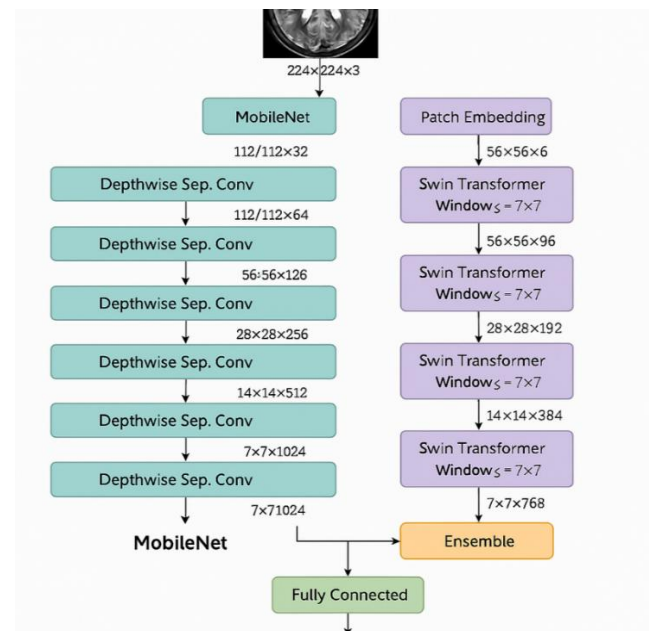 224×224×3
MobileNet
112/112×32
Depthwise Sep. Conv
112/112×64
Depthwise Sep. Conv
56:56×126
Depthwise Sep. Conv
28×28×256
Depthwise Sep. Conv
14×14×512
Depthwise Sep. Conv
7×7×1024
Depthwise Sep. Conv
7×71024
MobileNet
Patch Embedding
56×56×6
Swin Transformer
Window S = 7×7
56×56×96
Swin Transformer
Window S = 7×7
28×28×192
Swin Transformer
Window S = 7×7
14×14×384
Swin Transformer
Window S = 7×7
7×7×768
Ensemble
Fully Connected